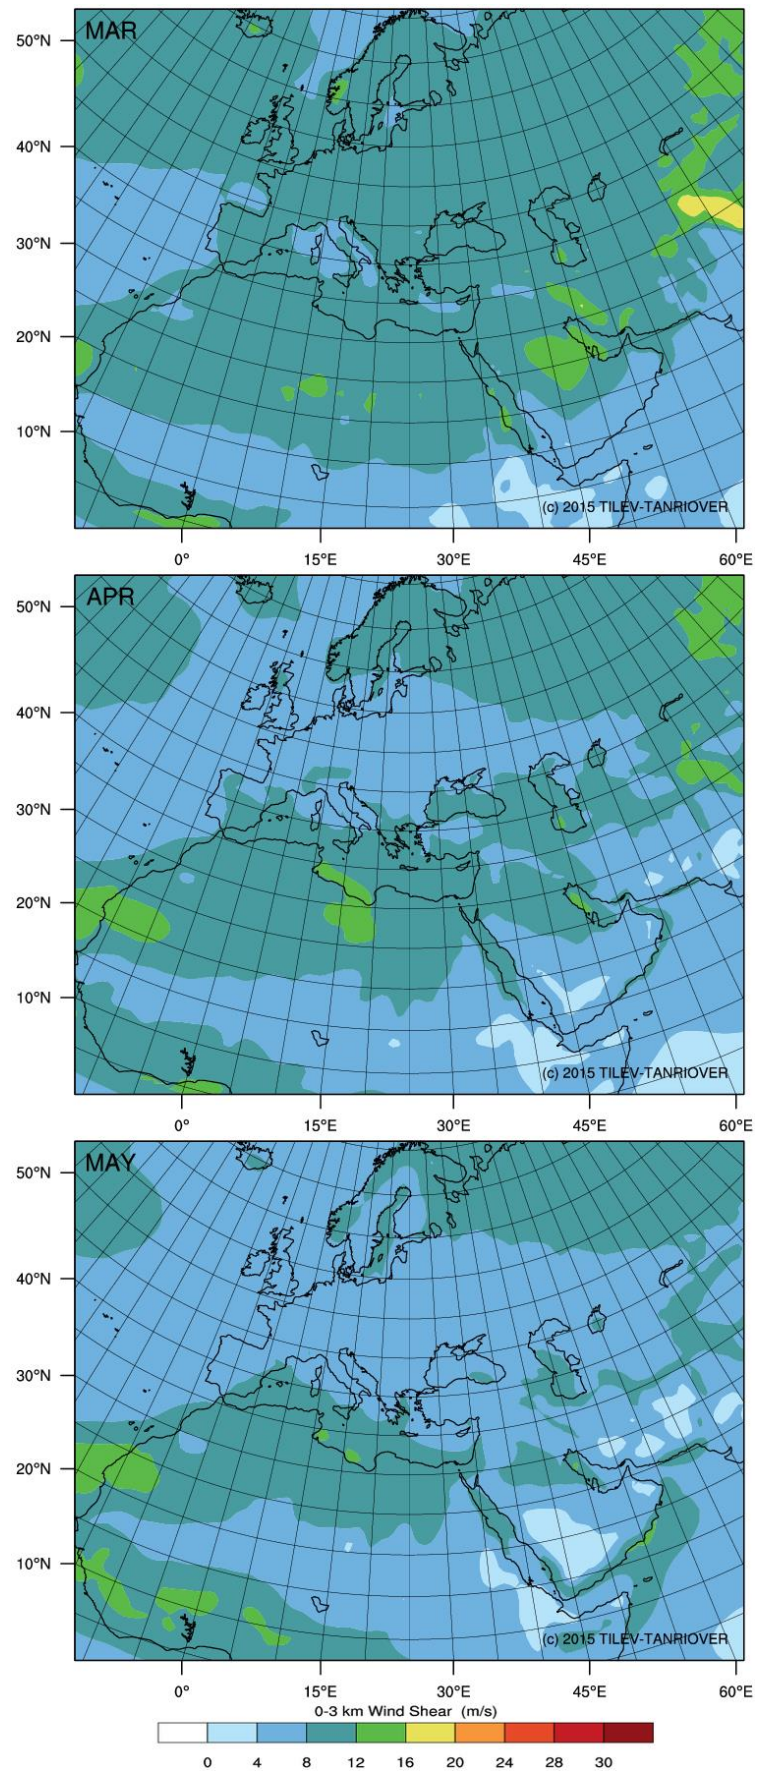 MAR
50°N
40°N
30°N
20°N
10°N
(c) 2015 TILEV-TANRIOVER
0° 15°E 30°E 45°E 60°E
APR
50°N
40°N
30°N
20°N
10°N
(c) 2015 TILEV-TANRIOVER
0° 15°E 30°E 45°E 60°E
MAY
50°N
40°N
30°N
20°N
10°N
(c) 2015 TILEV-TANRIOVER
0° 15°E 30°E 45°E 60°E
0-3 km Wind Shear (m/s)
0 4 8 12 16 20 24 28 30